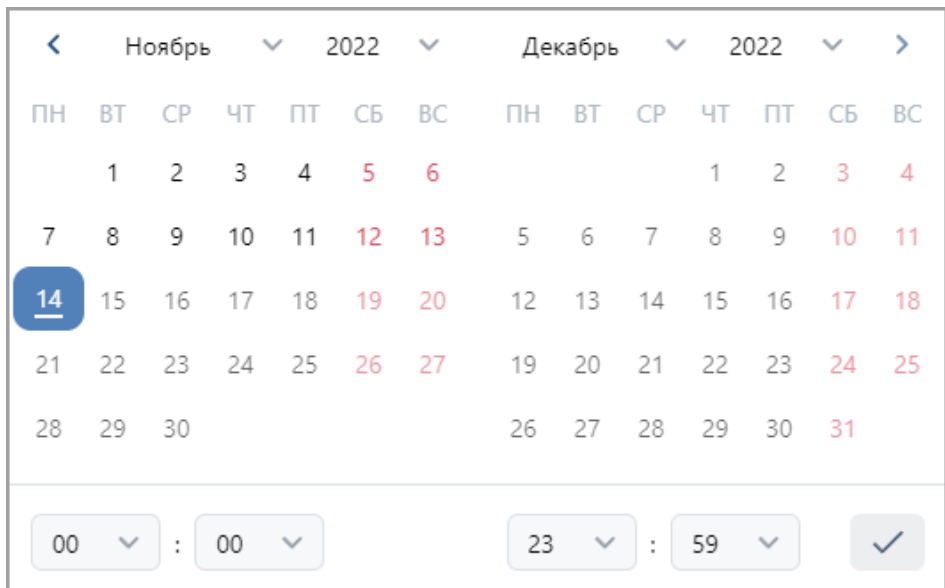 Ноябрь 2022 Декабрь 2022
ПН ВТ СР ЧТ ПТ СБ ВС ПН ВТ СР ЧТ ПТ СБ ВС
1 2 3 4 5 6 1 2 3 4
7 8 9 10 11 12 13 5 6 7 8 9 10 11
14 15 16 17 18 19 20 12 13 14 15 16 17 18
21 22 23 24 25 26 27 19 20 21 22 23 24 25
28 29 30 26 27 28 29 30 31
00 : 00 23 : 59